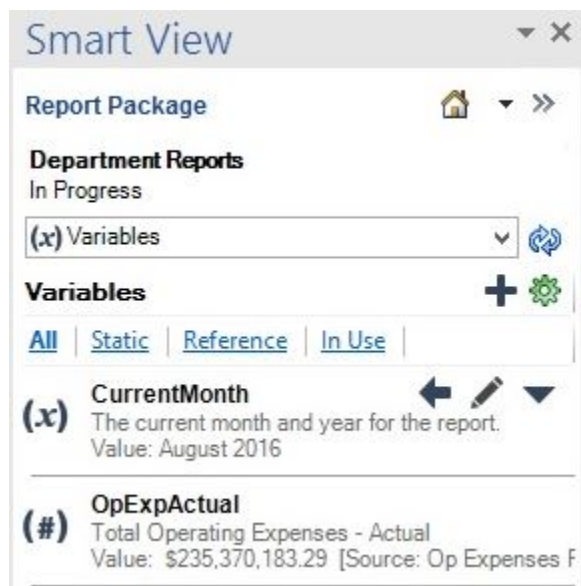 Smart View
Report Package
Department Reports
In Progress
(x) Variables
Variables
All Static Reference In Use
CurrentMonth
(x)
The current month and year for the report.
Value: August 2016
OpExpActual
(#)
Total Operating Expenses - Actual
Value: $235,370,183.29 [Source: Op Expenses F